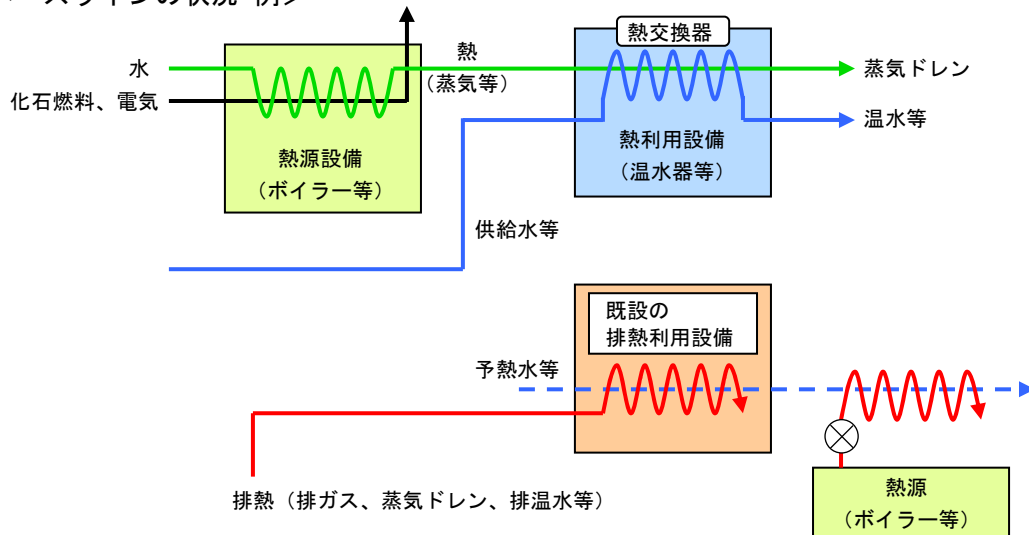 熱交換器
水
熱
(蒸気等)
蒸気ドレン
化石燃料、電気
温水等
熱源設備
(ボイラー等)
熱利用設備
(温水器等)
供給水等
既設の
排熱利用設備
予熱水等
排熱(排ガス、蒸気ドレン、排温水等)
熱源
(ボイラー等)